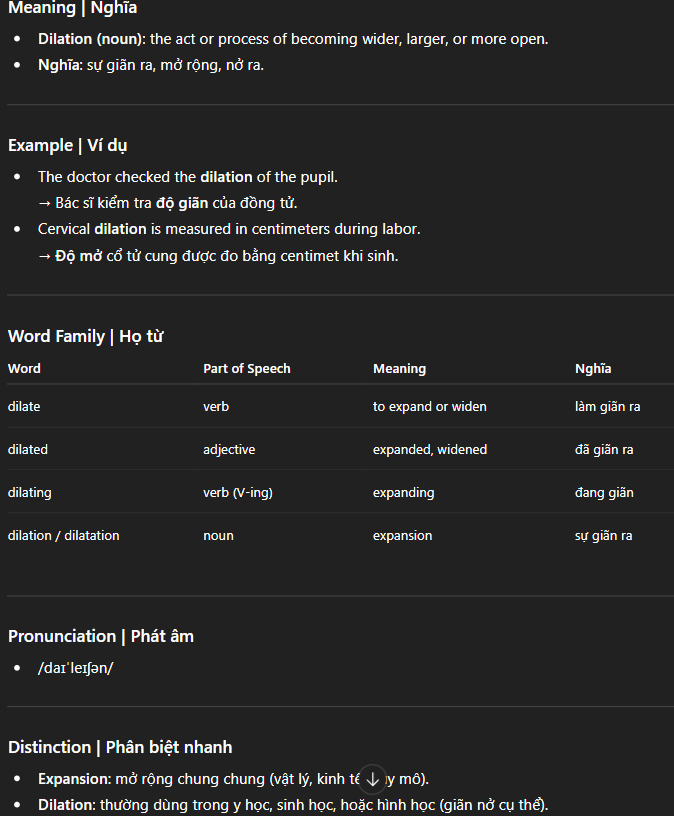 Meaning | Nghĩa
• Dilation (noun): the act or process of becoming wider, larger, or more open.
• Nghĩa: sự giãn ra, mở rộng, nở ra.
Example | Ví dụ
• The doctor checked the dilation of the pupil.
→ Bác sĩ kiểm tra độ giãn của đồng tử.
• Cervical dilation is measured in centimeters during labor.
→ Độ mở cổ tử cung được đo bằng centimet khi sinh.
Word Family | Họ từ
Word Part of Speech Meaning Nghĩa
dilate verb to expand or widen làm giãn ra
dilated adjective expanded, widened đã giãn ra
dilating verb (V-ing) expanding đang giãn
dilation / dilatation noun expansion sự giãn ra
Pronunciation | Phát âm
• /daɪˈleɪʃən/
Distinction | Phân biệt nhanh
• Expansion: mở rộng chung chung (vật lý, kinh mô).
• Dilation: thường dùng trong y học, sinh học, hoặc hình học (giãn nở cụ thể).